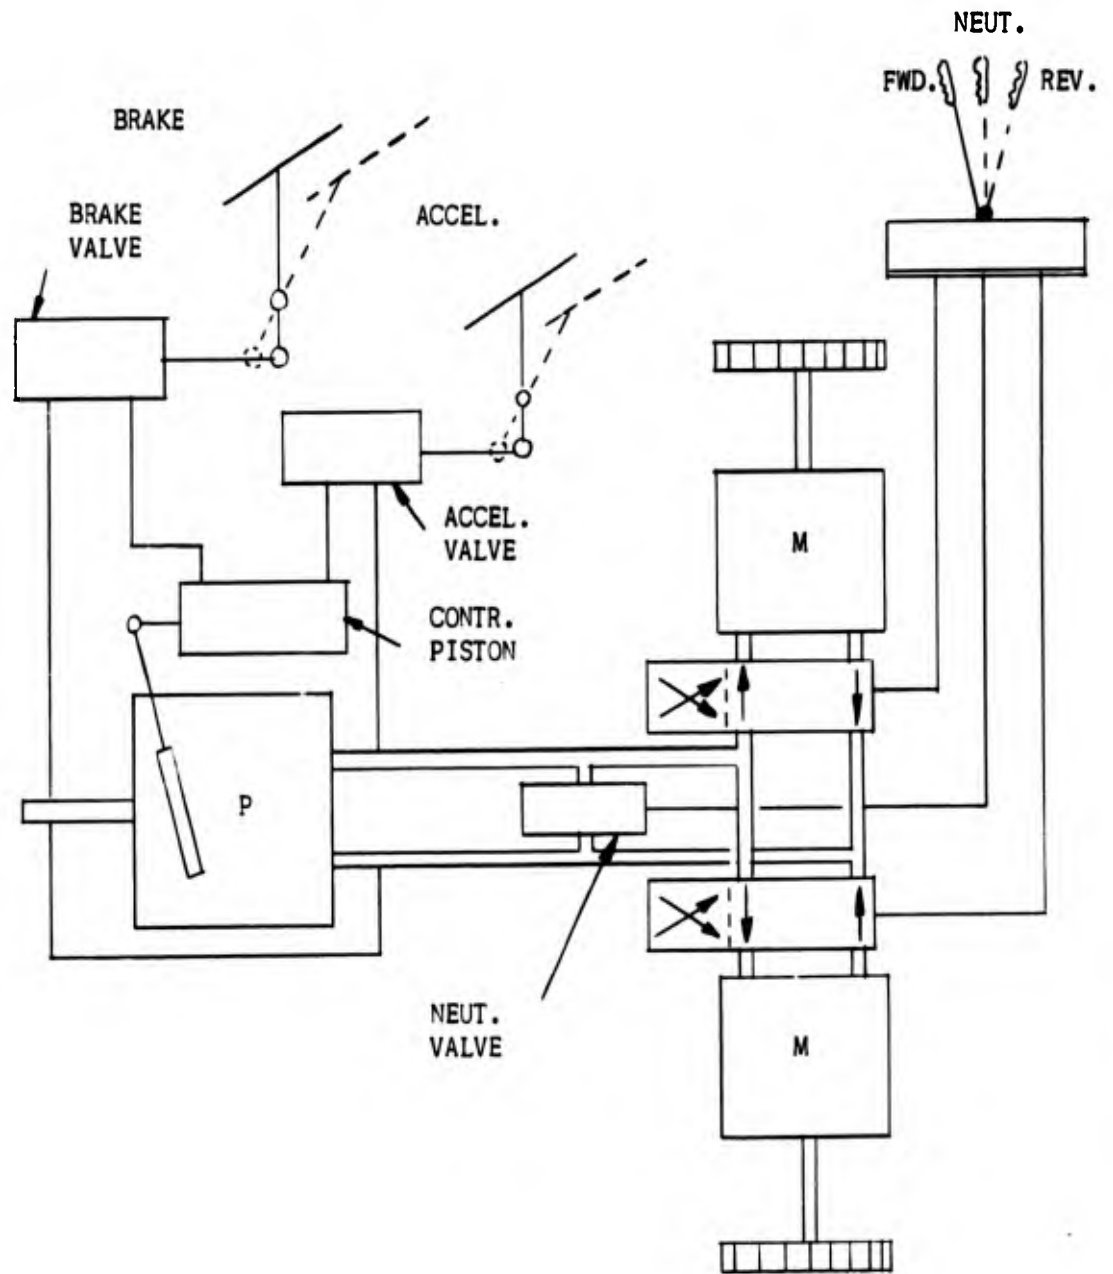 NEUT.
FWD.
REV.
BRAKE
BRAKE
VALVE
ACCEL.
ACCEL.
VALVE
M
CONTR.
PISTON
P
NEUT.
VALVE
M